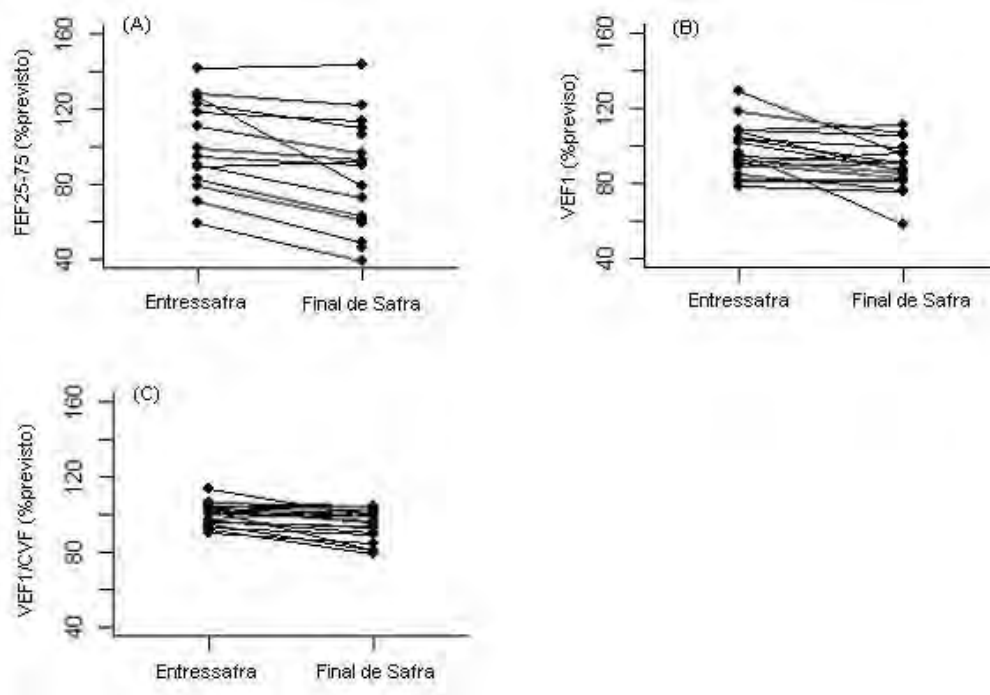 (A)
FEF25-75 (%previsto)
160
120
80
40
Entressafra Final de Safra
(B)
VEF1 (%previso)
160
120
80
40
Entressafra Final de Safra
(C)
VEF1/CVF (%previsto)
160
120
80
40
Entressafra Final de Safra